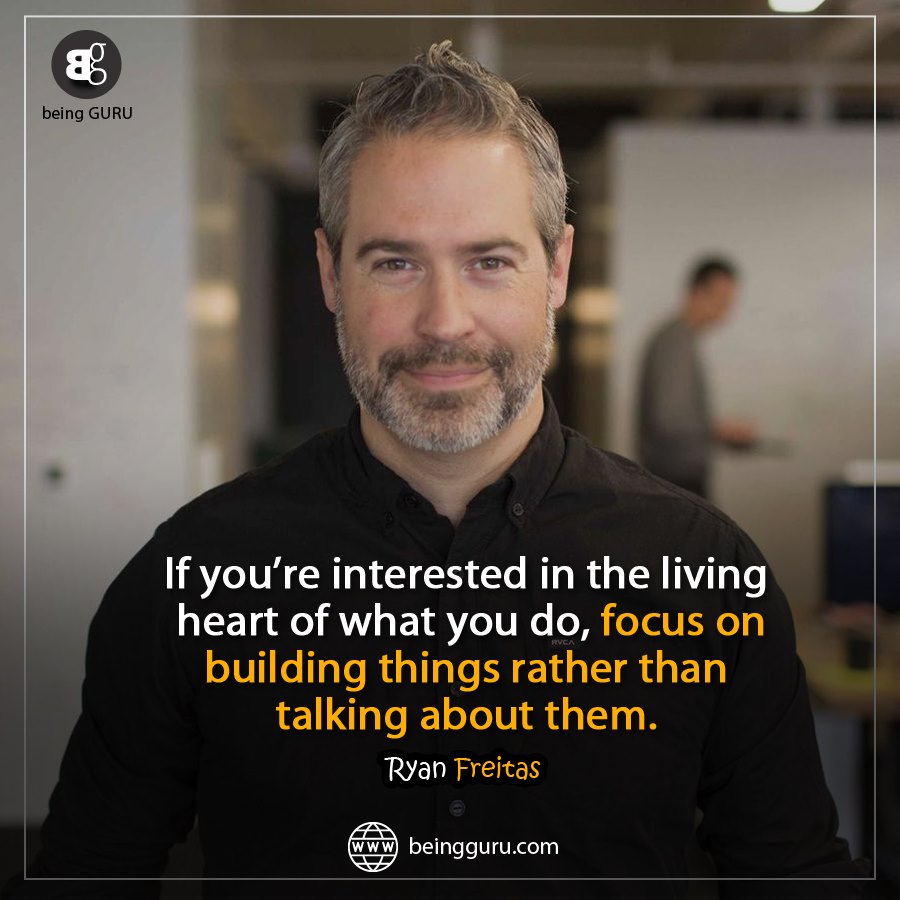 Bg
being GURU
If you’re interested in the living
heart of what you do, focus on
RVCA
building things rather than
talking about them.
Ryan Freitas
WWW beingguru.com